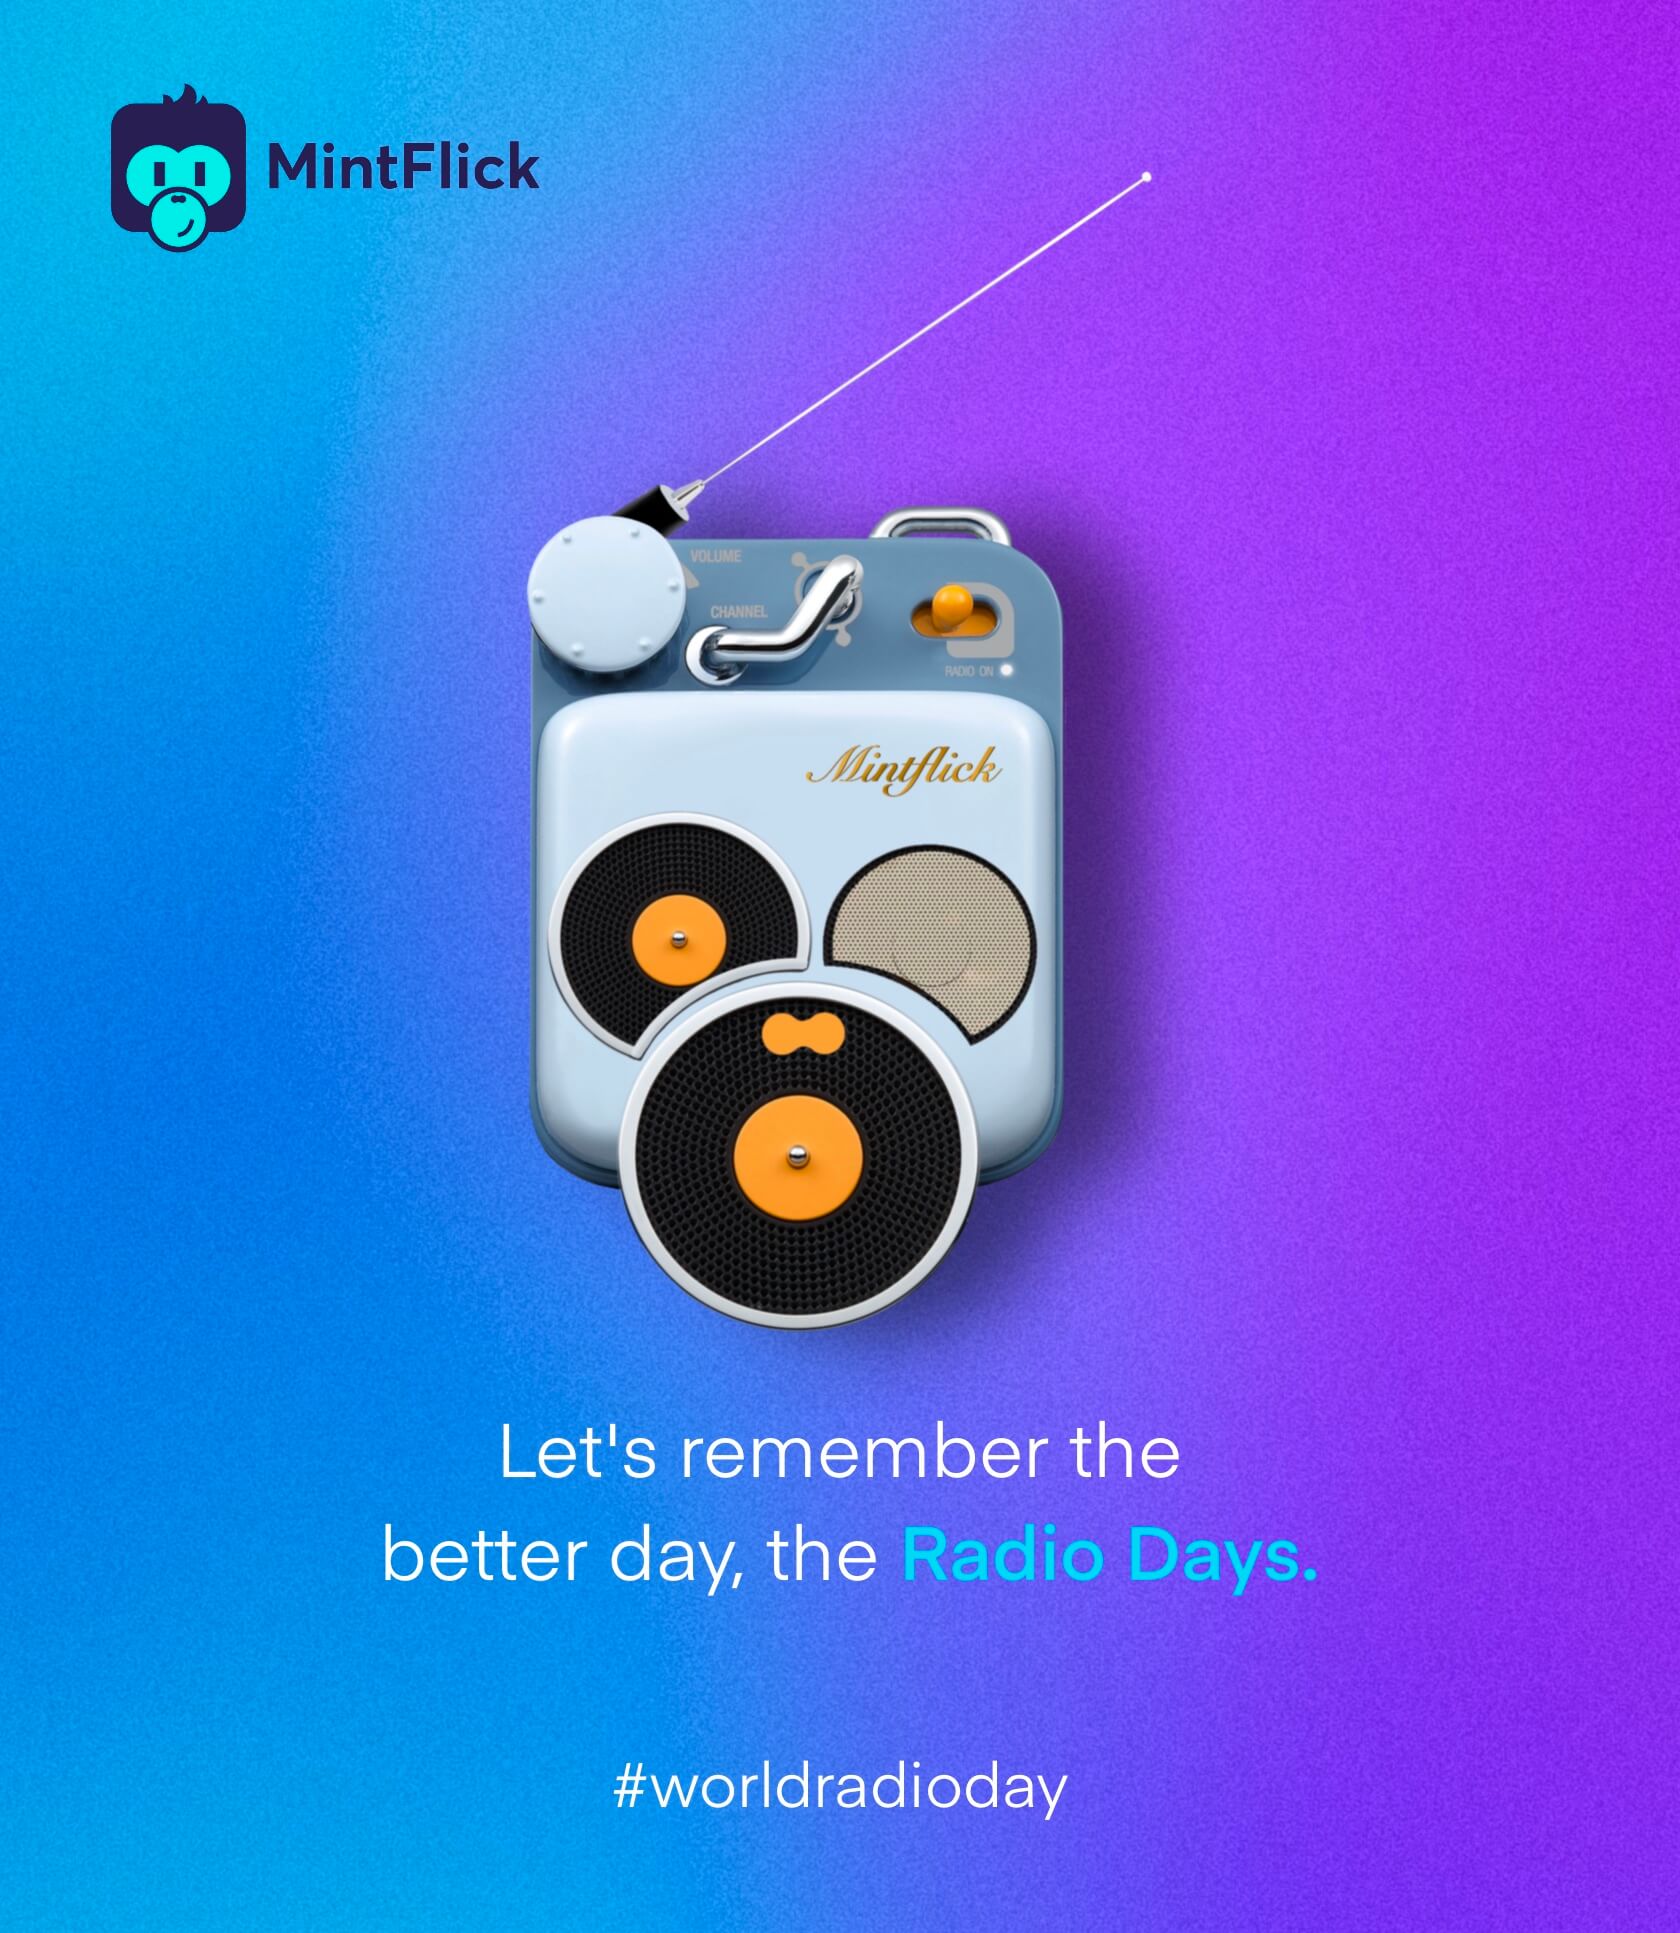 MintFlick
VOLUME
CHANNEL
RADIO ON
Mintflick
Let's remember the
better day, the Radio Days.
#worldradioday